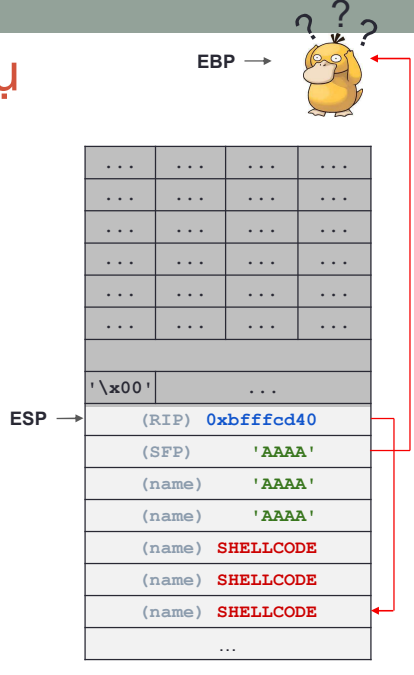 ? ? ?
EBP →
ụ
... ... ... ...
... ... ... ...
... ... ... ...
... ... ... ...
... ... ... ...
... ... ... ...
'\x00' ...
ESP → (RIP) 0xbfffcd40
(SFP) 'AAAA'
(name) 'AAAA'
(name) 'AAAA'
(name) SHELLCODE
(name) SHELLCODE
(name) SHELLCODE
...